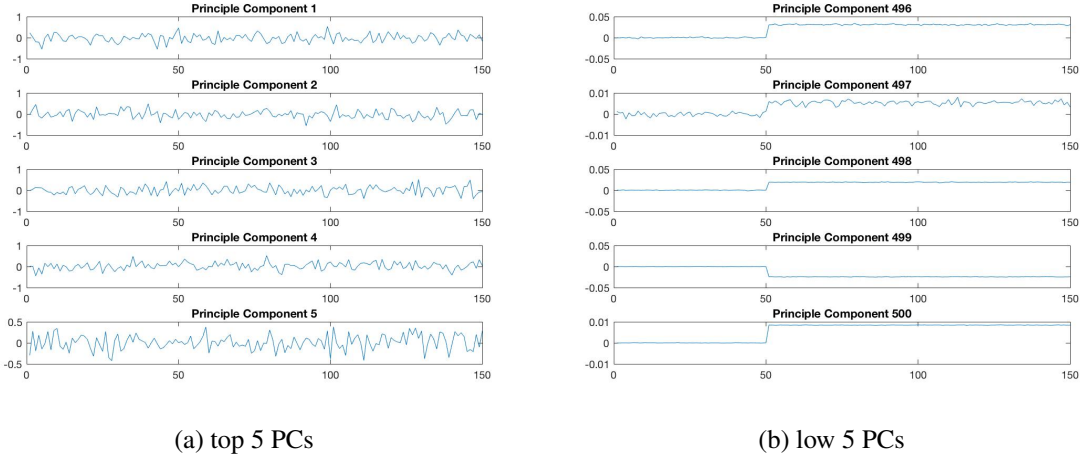 Principle Component 1
1
0
-1
0 50 100 150
Principle Component 2
1
0
-1
0 50 100 150
Principle Component 3
1
0
-1
0 50 100 150
Principle Component 4
1
0
-1
0 50 100 150
Principle Component 5
0.5
0
-0.5
0 50 100 150
(a) top 5 PCs
Principle Component 496
0.05
0
-0.05
0 50 100 150
Principle Component 497
0.01
0
-0.01
0 50 100 150
Principle Component 498
0.05
0
-0.05
0 50 100 150
Principle Component 499
0.05
0
-0.05
0 50 100 150
Principle Component 500
0.01
0
-0.01
0 50 100 150
(b) low 5 PCs